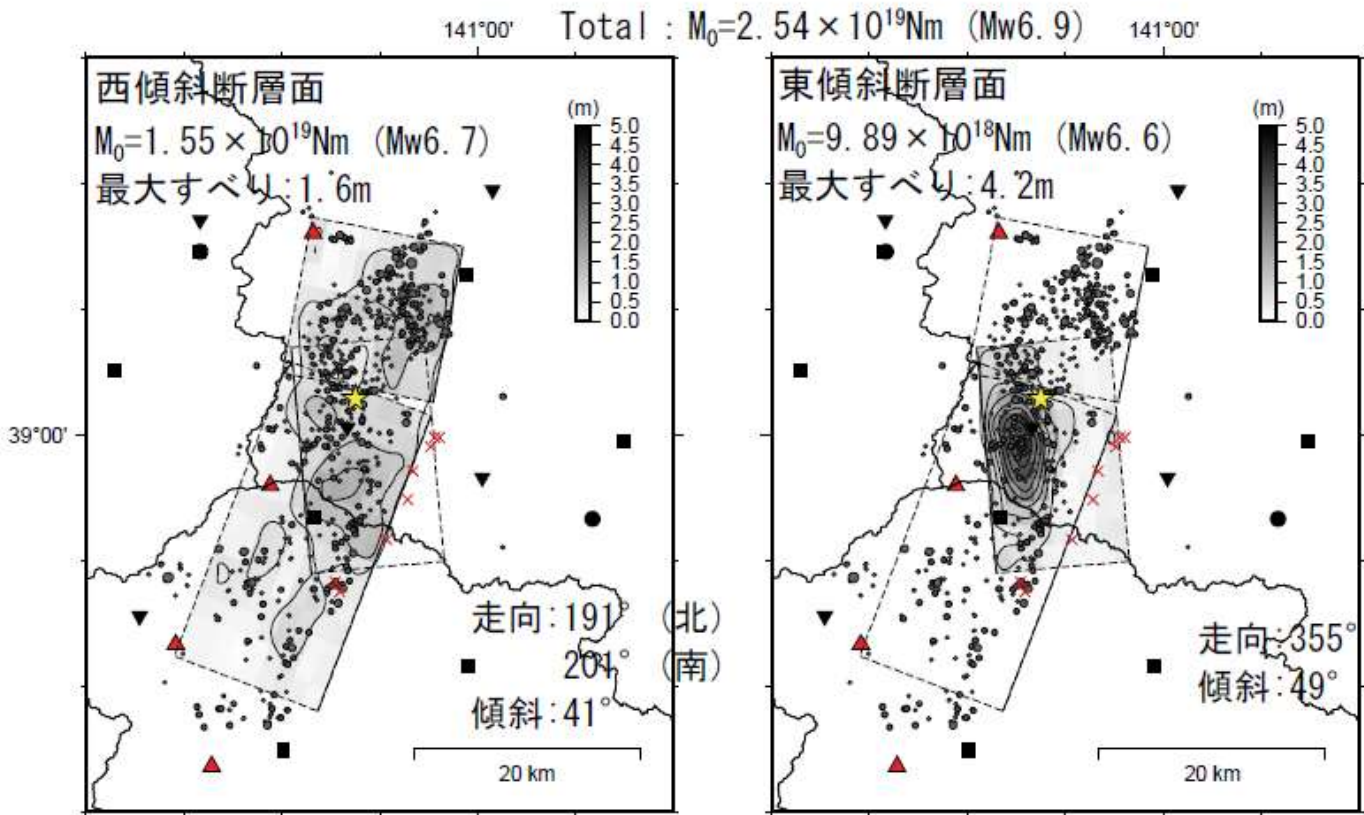 Total : M₀=2.54×10¹⁹Nm (Mw6.9)
141°00'
西傾斜断層面
M₀=1.55×10¹⁹Nm (Mw6.7)
最大すべり:1.6m
(m)
5.0
4.5
4.0
3.5
3.0
2.5
2.0
1.5
1.0
0.5
0.0
39°00'
走向:191° (北)
201° (南)
傾斜:41°
20 km
141°00'
東傾斜断層面
M₀=9.89×10¹⁸Nm (Mw6.6)
最大すべり:4.2m
(m)
5.0
4.5
4.0
3.5
3.0
2.5
2.0
1.5
1.0
0.5
0.0
走向:355°
傾斜:49°
20 km